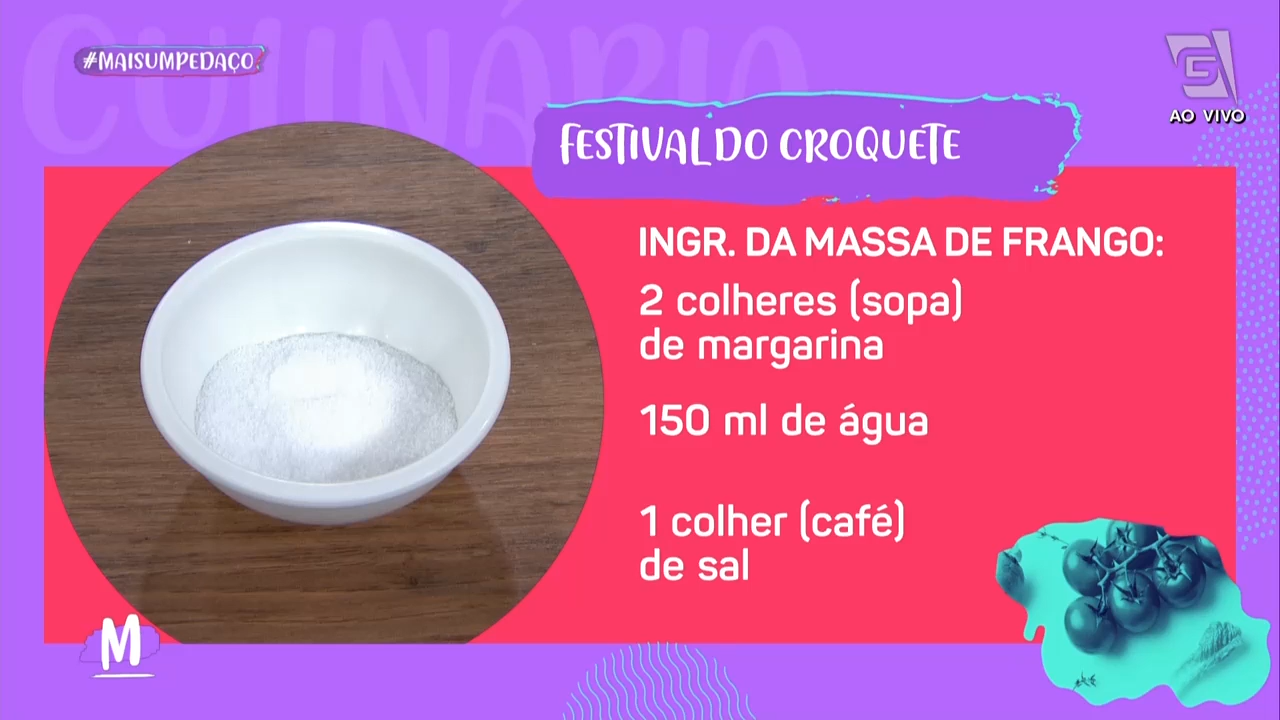 CULINÁRIA
#MAISUMPEDAÇO
G
AO VIVO
FESTIVAL DO CROQUETE
INGR. DA MASSA DE FRANGO:
2 colheres (sopa)
de margarina
150 ml de água
1 colher (café)
de sal
M